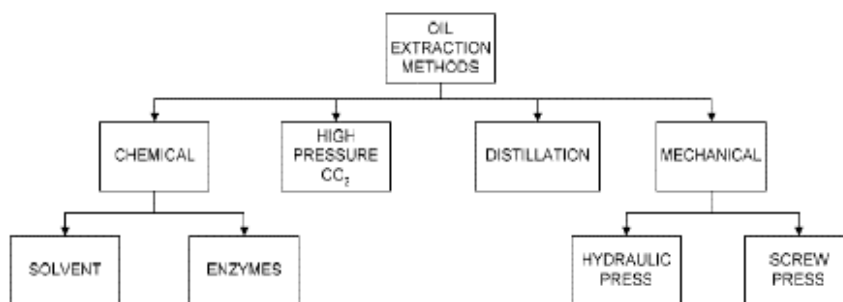 OIL
EXTRACTION
METHODS
CHEMICAL
HIGH
PRESSURE
CO₂
DISTILLATION
MECHANICAL
SOLVENT
ENZYMES
HYDRAULIC
PRESS
SCREW
PRESS